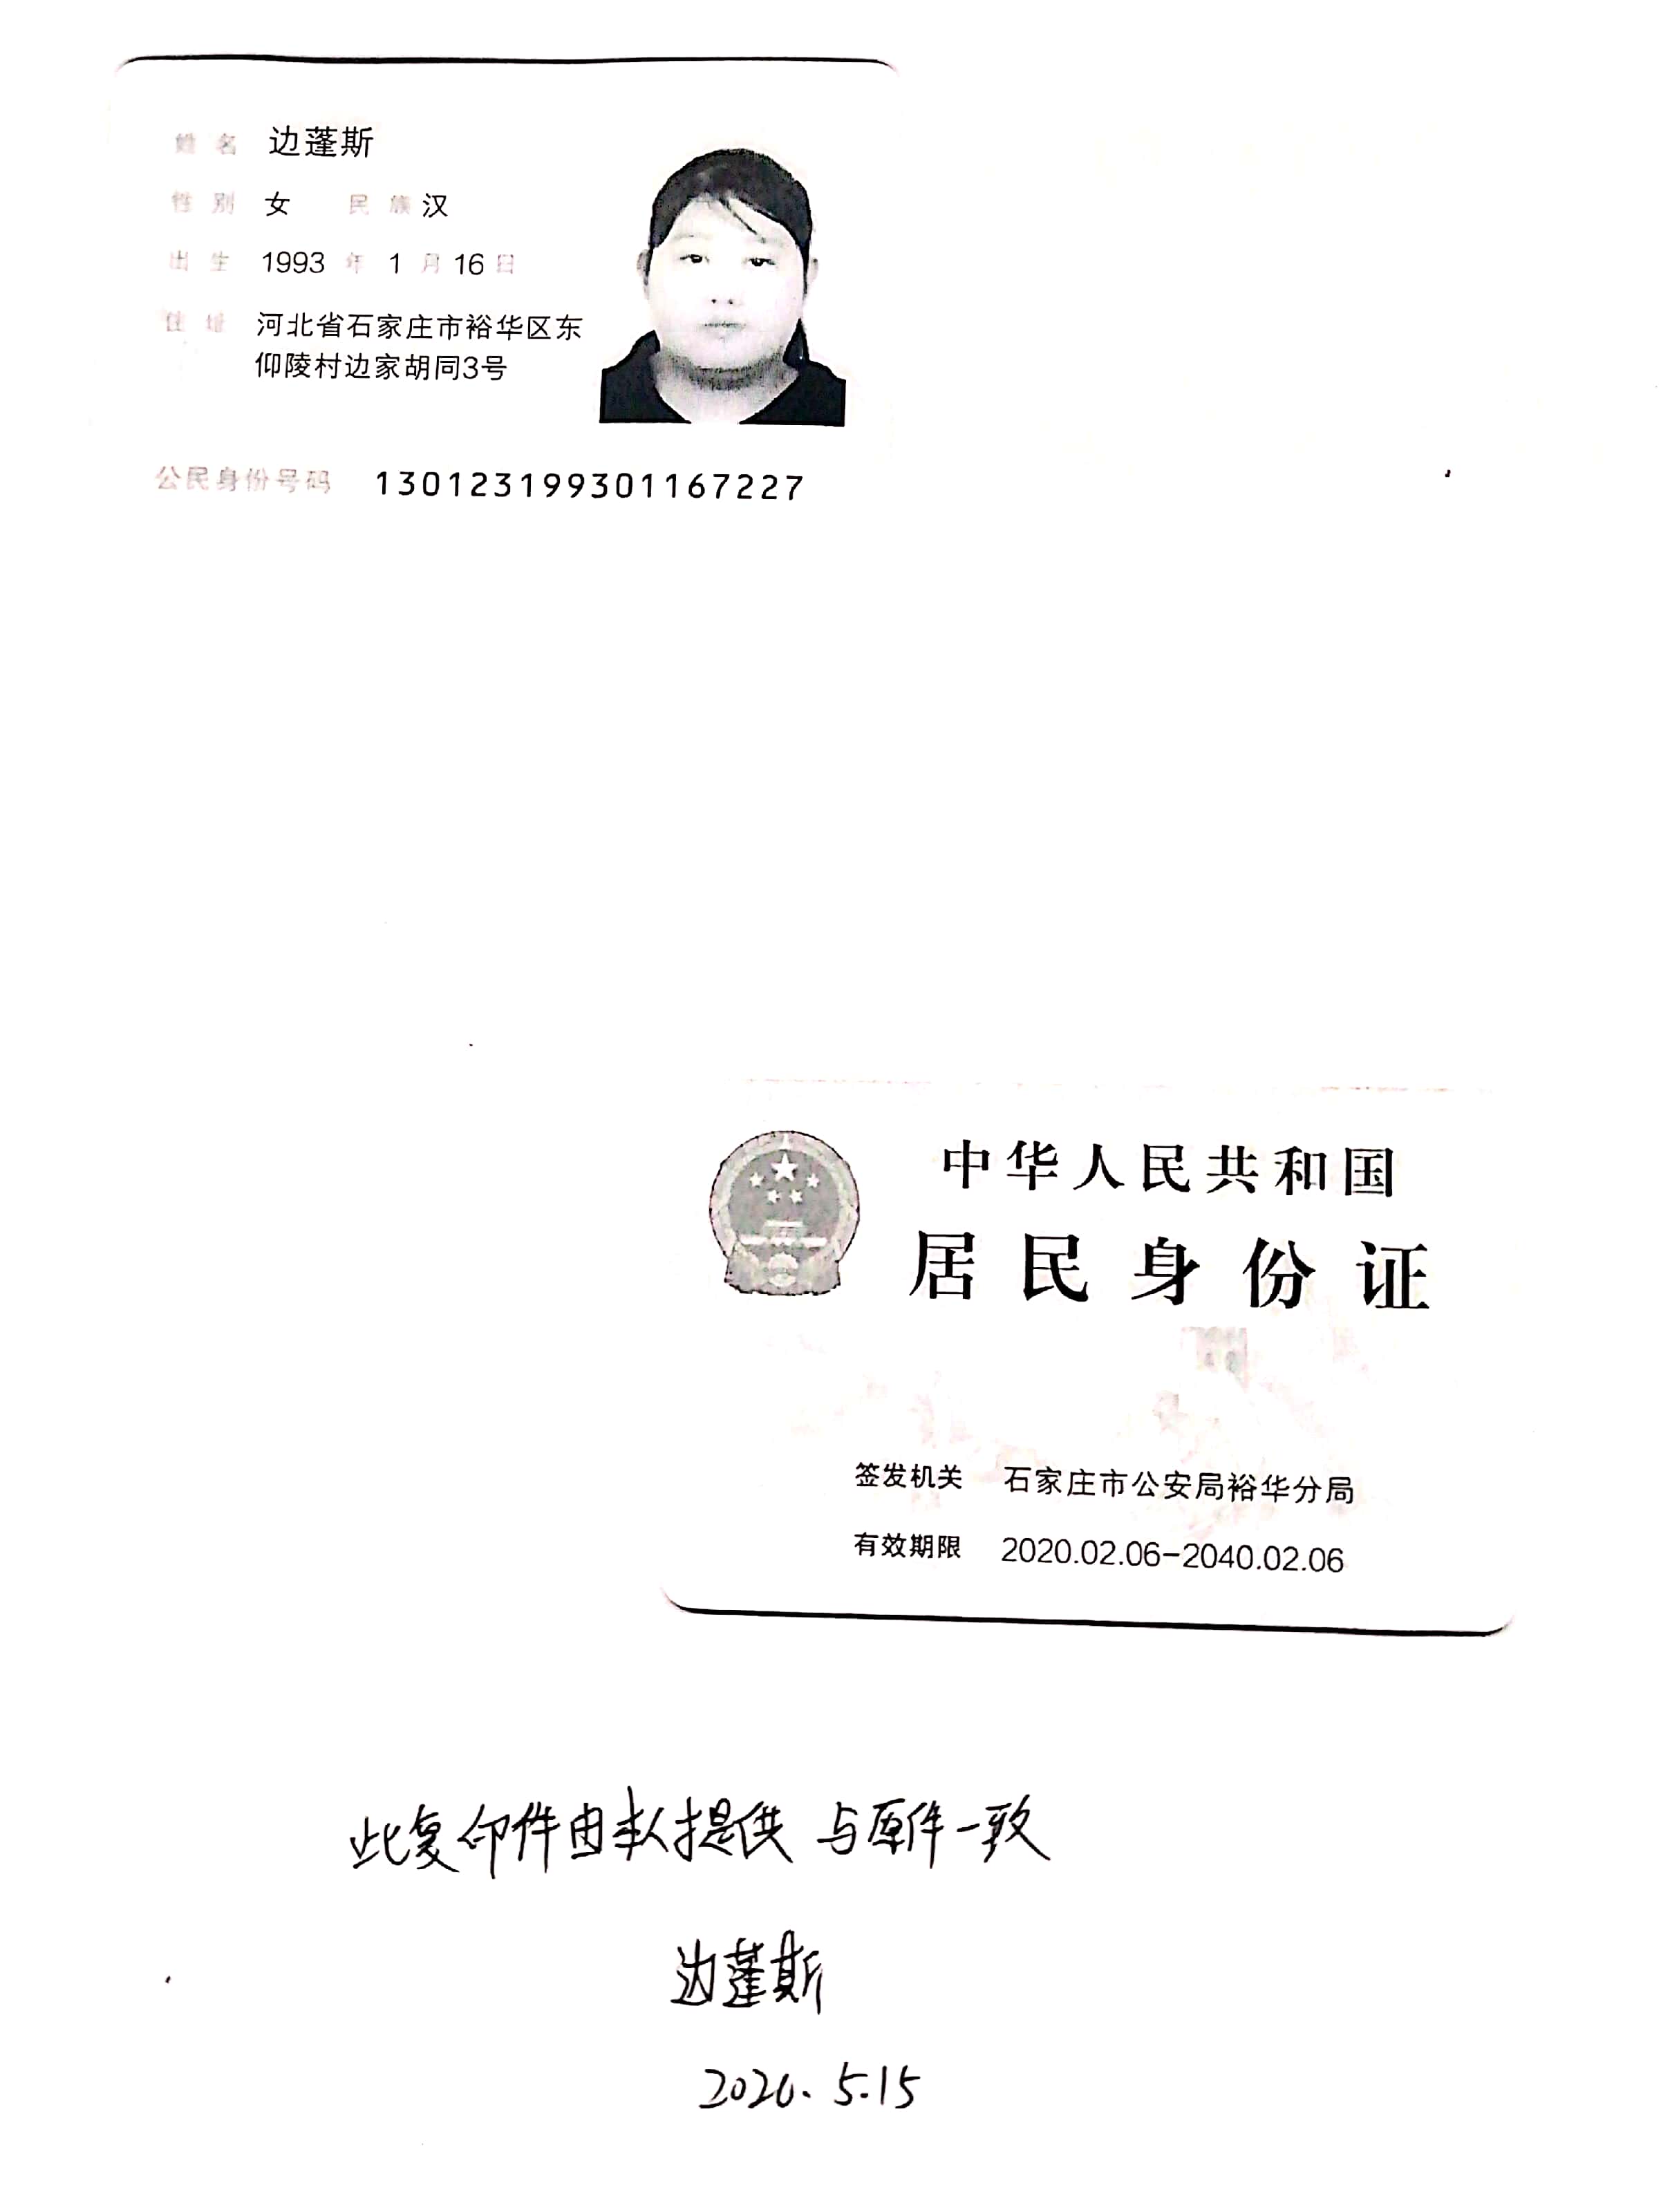 姓名 边蓬斯
性别 女 民族 汉
出生 1993 年 1 月 16 日
住址 河北省石家庄市裕华区东
仰陵村边家胡同3号
公民身份号码 130123199301167227
中华人民共和国
居民身份证
签发机关 石家庄市公安局裕华分局
有效期限 2020.02.06-2040.02.06
此复印件由本人提供 与原件一致
边蓬斯
2026. 5.15